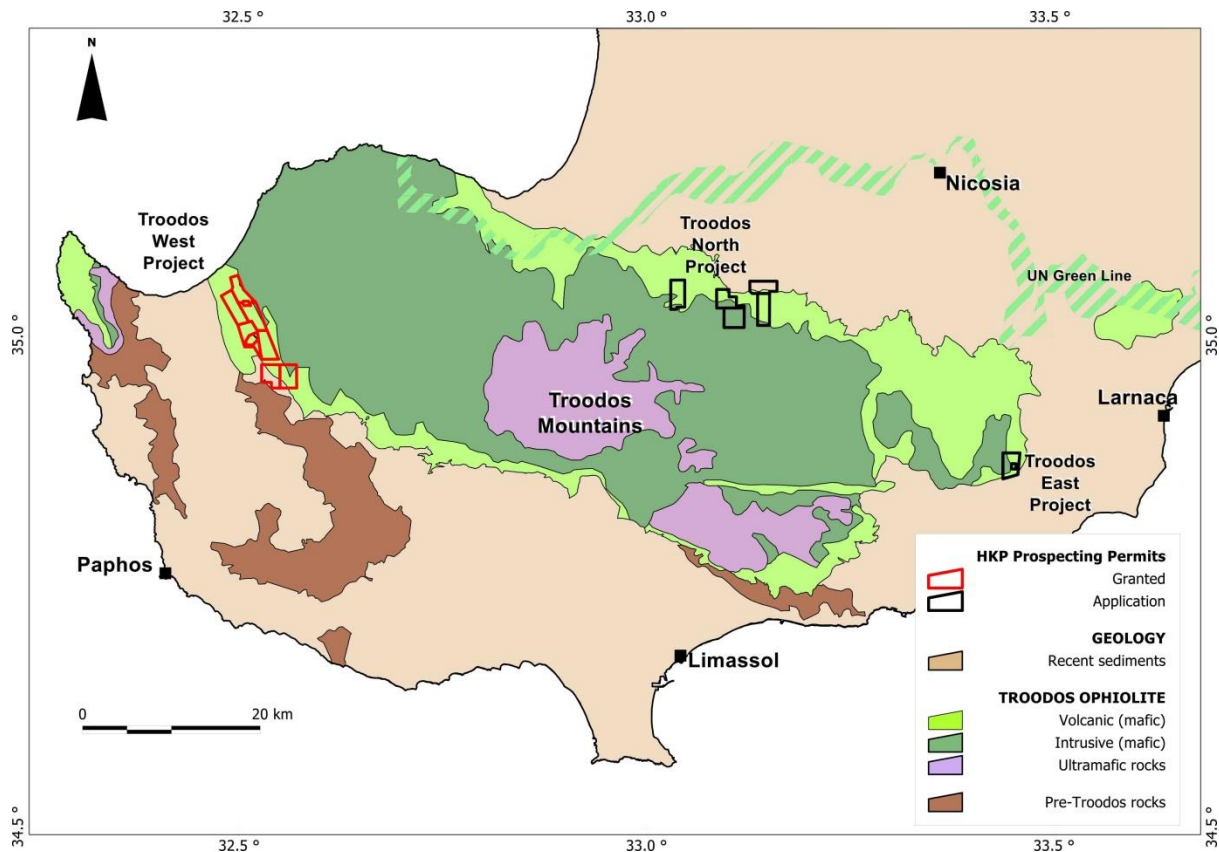 32.5 °
33.0 °
33.5 °
N
Nicosia
Troodos
West
Project
Troodos
North
Project
UN Green Line
35.0 °
35.0 °
Troodos
Mountains
Larnaca
Troodos
East
Project
Paphos
Limassol
0 20 km
HKP Prospecting Permits
Granted
Application
GEOLOGY
Recent sediments
TROODOS OPHIOLITE
Volcanic (mafic)
Intrusive (mafic)
Ultramafic rocks
Pre-Troodos rocks
34.5 °
34.5 °
32.5 °
33.0 °
33.5 °